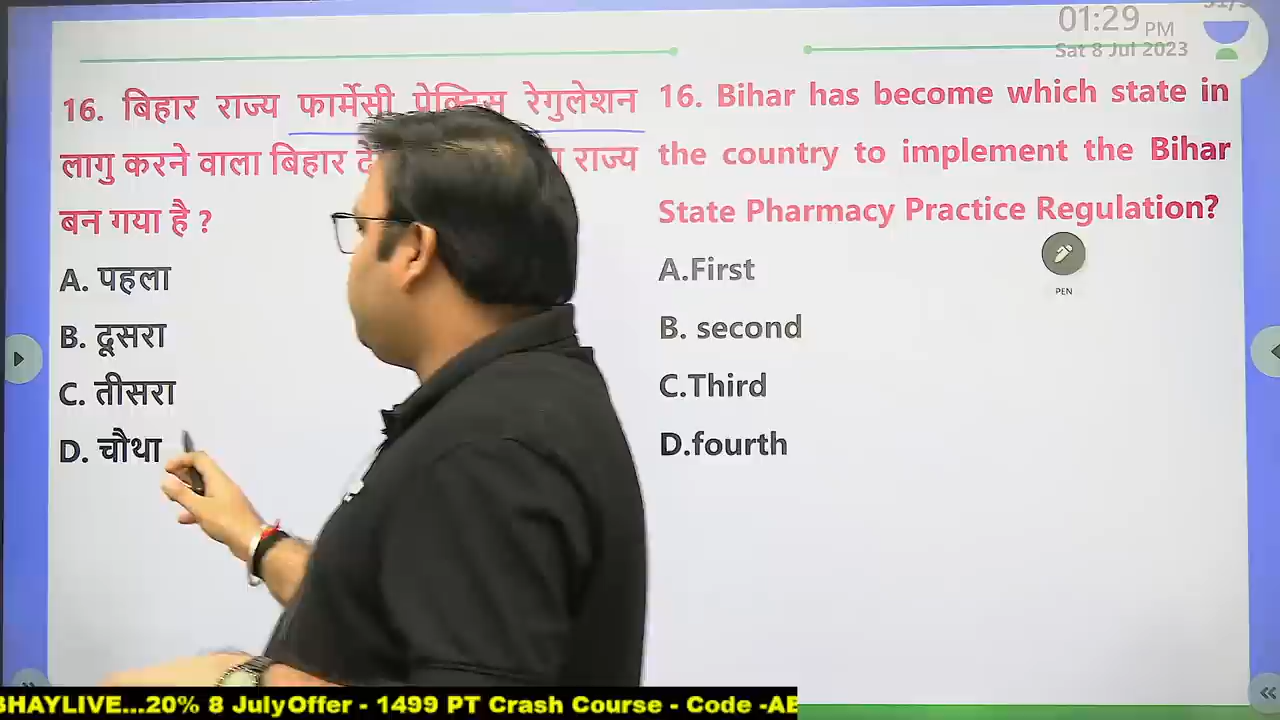 01:29 PM
Sat 8 Jul 2023
16. बिहार राज्य फार्मेसी प्रेक्टिस रेगुलेशन
लागु करने वाला बिहार राज्य
बन गया है ?
A. पहला
B. दूसरा
C. तीसरा
D. चौथा
16. Bihar has become which state in
the country to implement the Bihar
State Pharmacy Practice Regulation?
A.First
B. second
C.Third
D.fourth
PEN
BHAYLIVE...20% 8 JulyOffer - 1499 PT Crash Course - Code -AB